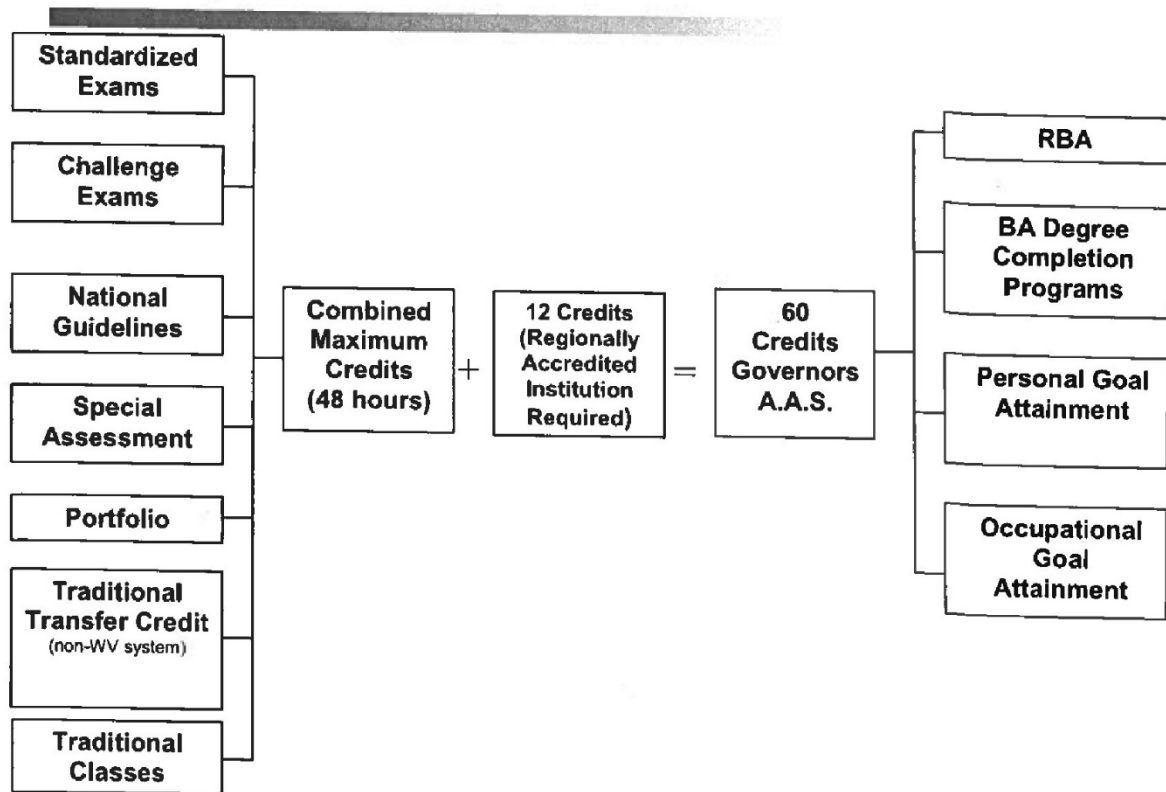 Standardized
Exams
Challenge
Exams
National
Guidelines
Special
Assessment
Portfolio
Traditional
Transfer Credit
(non-WV system)
Traditional
Classes
Combined
Maximum
Credits
(48 hours)
+
12 Credits
(Regionally
Accredited
Institution
Required)
=
60
Credits
Governors
A.A.S.
RBA
BA Degree
Completion
Programs
Personal Goal
Attainment
Occupational
Goal
Attainment